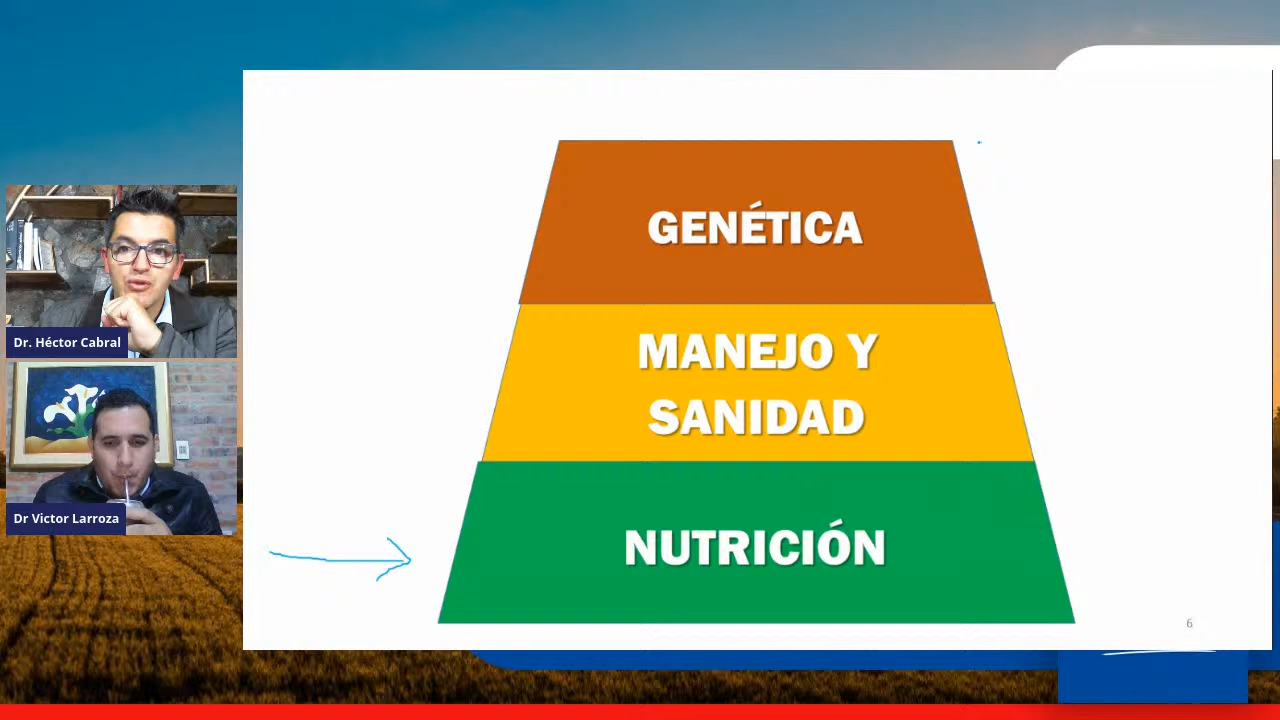 GENÉTICA
MANEJO Y
SANIDAD
NUTRICIÓN
6
Dr. Héctor Cabral
Dr Victor Larroza